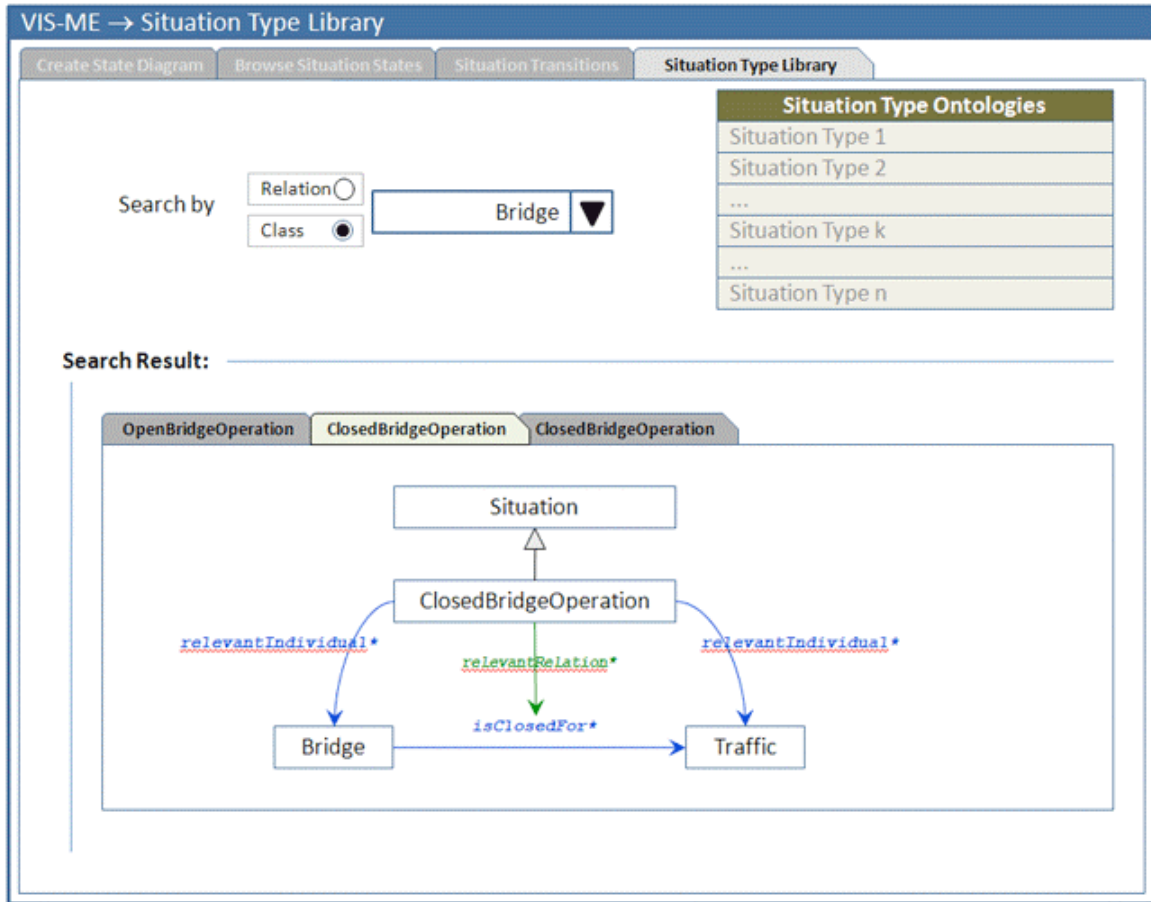 VIS-ME → Situation Type Library
Create State Diagram
Browse Situation States
Situation Transitions
Situation Type Library
Situation Type Ontologies
Situation Type 1
Situation Type 2
...
Situation Type k
...
Situation Type n
Search by
Relation
Class
Bridge
Search Result:
OpenBridgeOperation
ClosedBridgeOperation
ClosedBridgeOperation
Situation
ClosedBridgeOperation
relevantIndividual*
relevantIndividual*
relevantRelation*
isClosedFor*
Bridge
Traffic